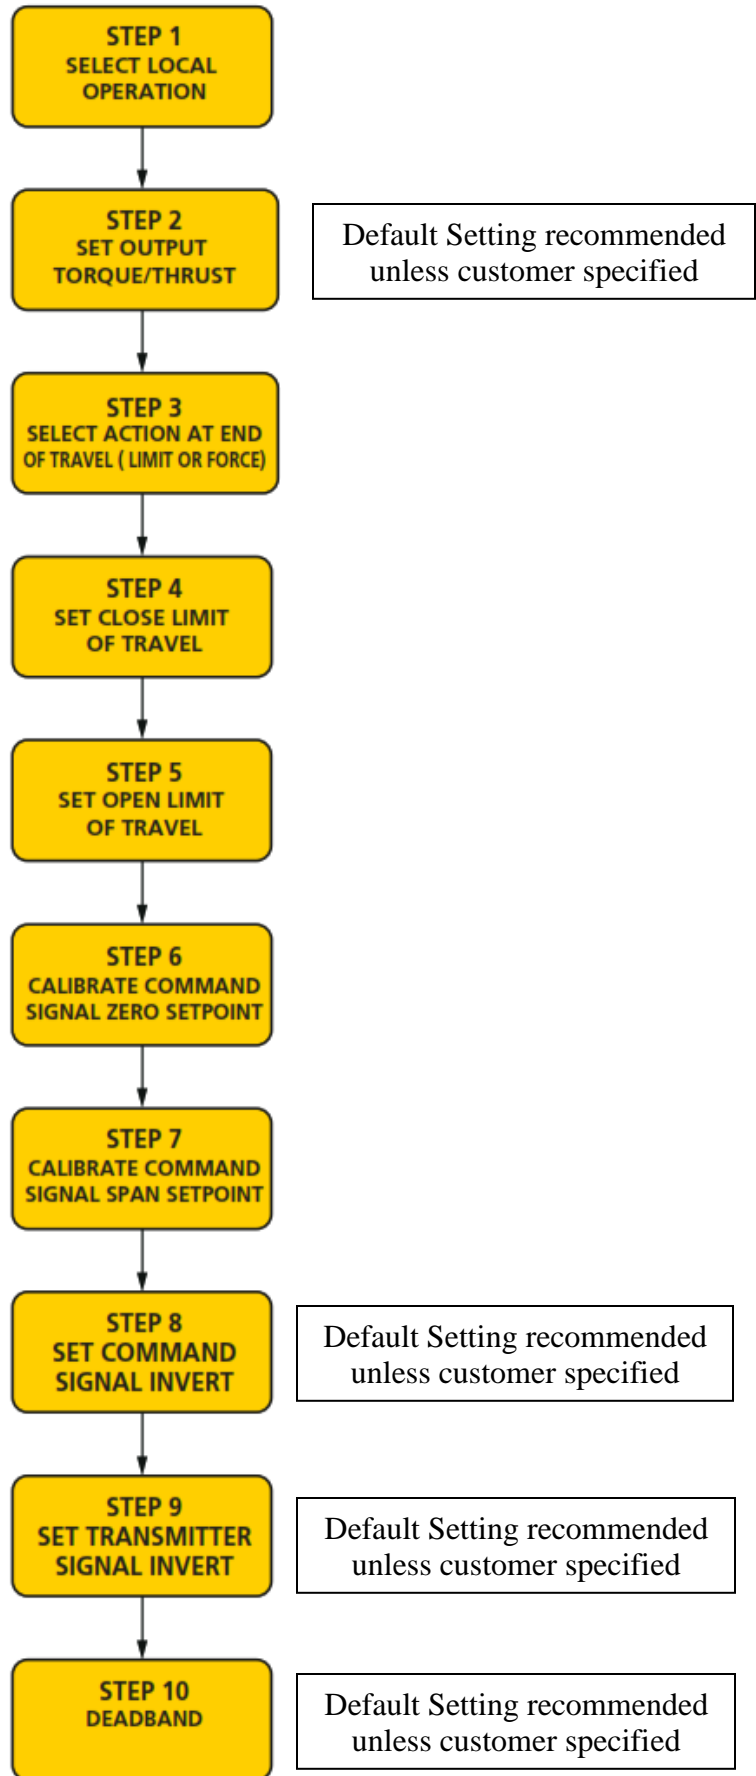 STEP 1
SELECT LOCAL
OPERATION
STEP 2
SET OUTPUT
TORQUE/THRUST
Default Setting recommended
unless customer specified
STEP 3
SELECT ACTION AT END
OF TRAVEL ( LIMIT OR FORCE)
STEP 4
SET CLOSE LIMIT
OF TRAVEL
STEP 5
SET OPEN LIMIT
OF TRAVEL
STEP 6
CALIBRATE COMMAND
SIGNAL ZERO SETPOINT
STEP 7
CALIBRATE COMMAND
SIGNAL SPAN SETPOINT
STEP 8
SET COMMAND
SIGNAL INVERT
Default Setting recommended
unless customer specified
STEP 9
SET TRANSMITTER
SIGNAL INVERT
Default Setting recommended
unless customer specified
STEP 10
DEADBAND
Default Setting recommended
unless customer specified